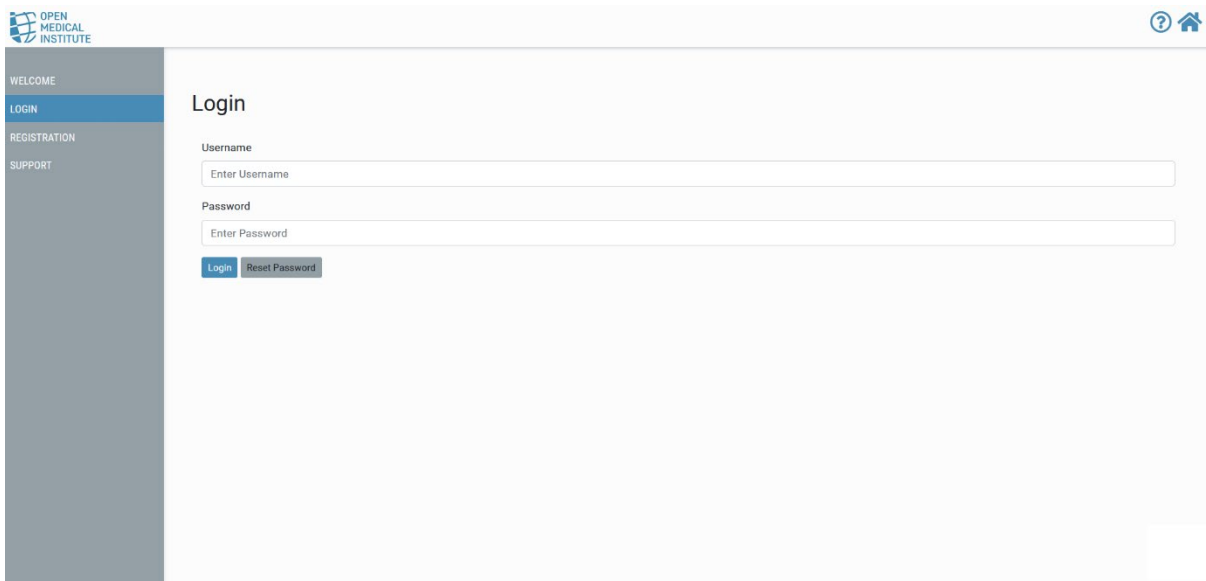 OPEN
MEDICAL
INSTITUTE
?
WELCOME
LOGIN
REGISTRATION
SUPPORT
Login
Username
Enter Username
Password
Enter Password
Login Reset Password